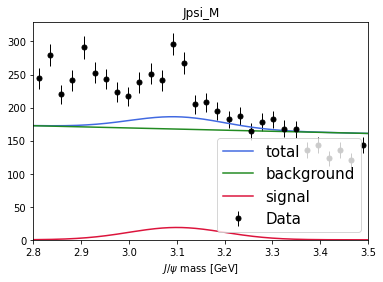 Jpsi_M
300
250
200
150
100
50
0
total
background
signal
Data
2.8 2.9 3.0 3.1 3.2 3.3 3.4 3.5
J/ψ mass [GeV]